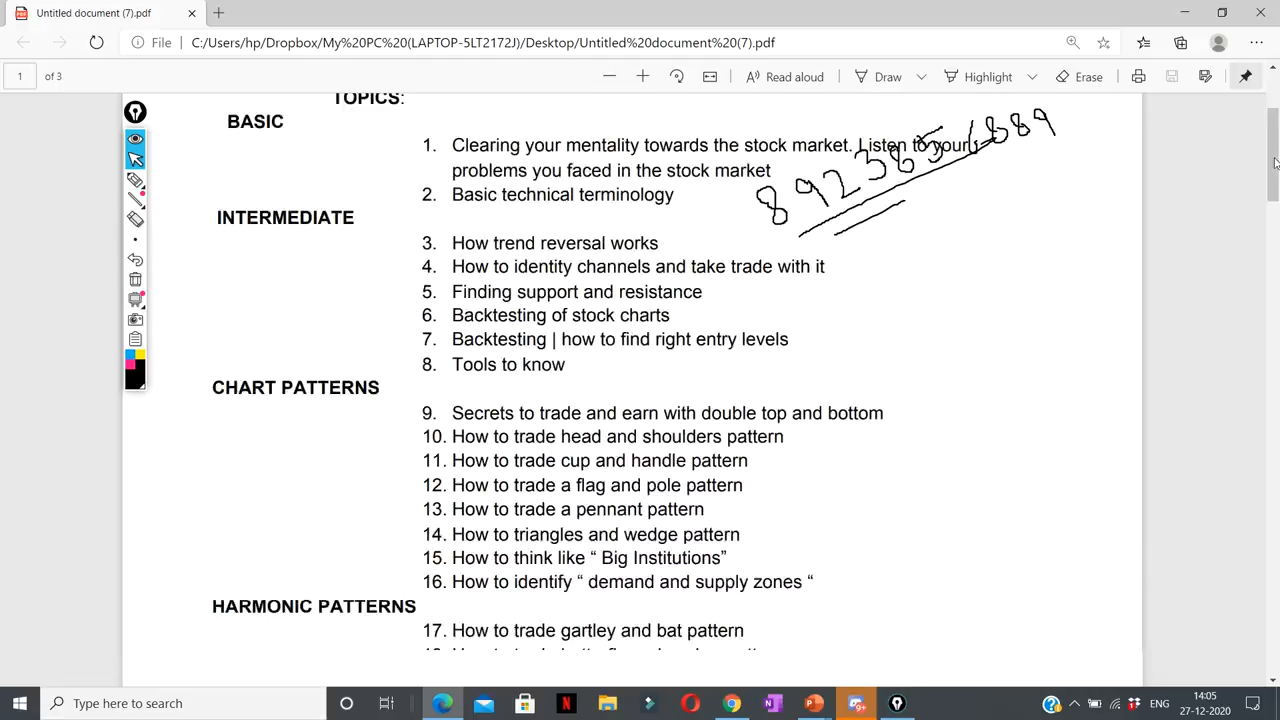 Untitled document (7).pdf
File
C:/Users/hp/Dropbox/My%20PC%20(LAPTOP-5LT2172J)/Desktop/Untitled%20document%20(7).pdf
1 of 3
Read aloud
Draw
Highlight
Erase
TOPICS:
BASIC
1. Clearing your mentality towards the stock market. Listen to your
problems you faced in the stock market
2. Basic technical terminology
INTERMEDIATE
3. How trend reversal works
4. How to identity channels and take trade with it
5. Finding support and resistance
6. Backtesting of stock charts
7. Backtesting | how to find right entry levels
8. Tools to know
CHART PATTERNS
9. Secrets to trade and earn with double top and bottom
10. How to trade head and shoulders pattern
11. How to trade cup and handle pattern
12. How to trade a flag and pole pattern
13. How to trade a pennant pattern
14. How to triangles and wedge pattern
15. How to think like “ Big Institutions”
16. How to identify “ demand and supply zones “
HARMONIC PATTERNS
17. How to trade gartley and bat pattern
Type here to search
ENG
14:05
27-12-2020